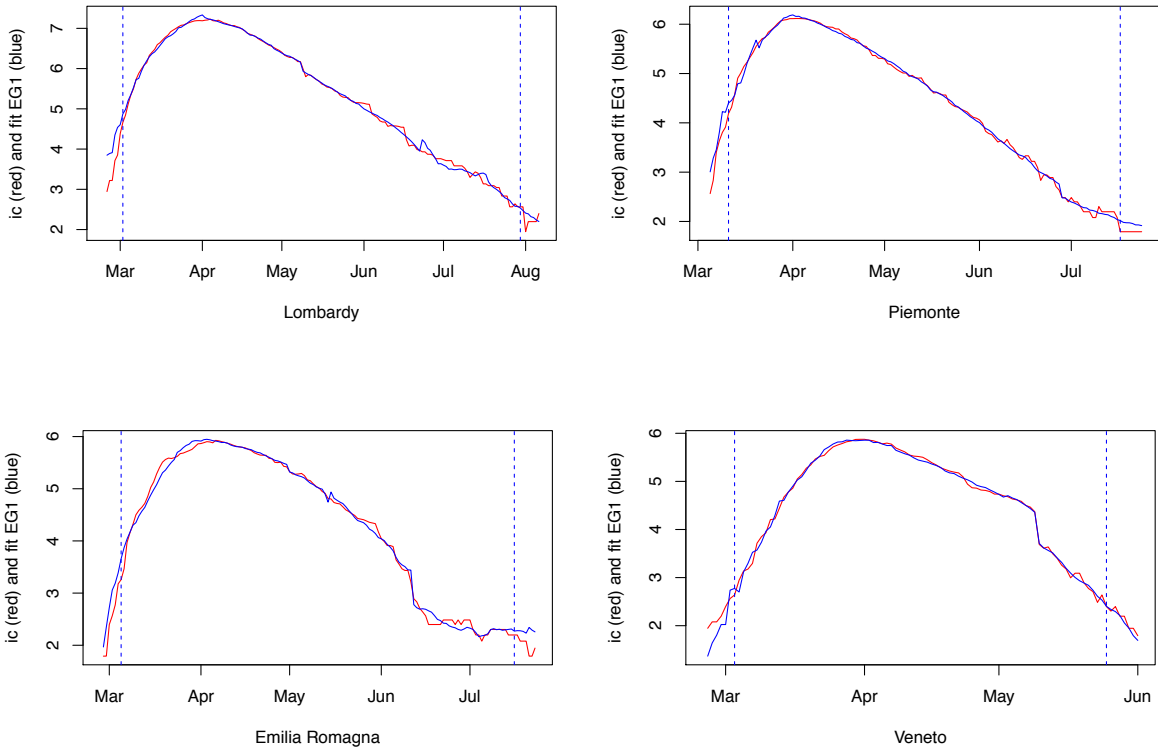 ic (red) and fit EG1 (blue)
7
6
5
4
3
2
Mar Apr May Jun Jul Aug
Lombardy
ic (red) and fit EG1 (blue)
6
5
4
3
2
Mar Apr May Jun Jul
Piemonte
ic (red) and fit EG1 (blue)
6
5
4
3
2
Mar Apr May Jun Jul
Emilia Romagna
ic (red) and fit EG1 (blue)
6
5
4
3
2
Mar Apr May Jun
Veneto